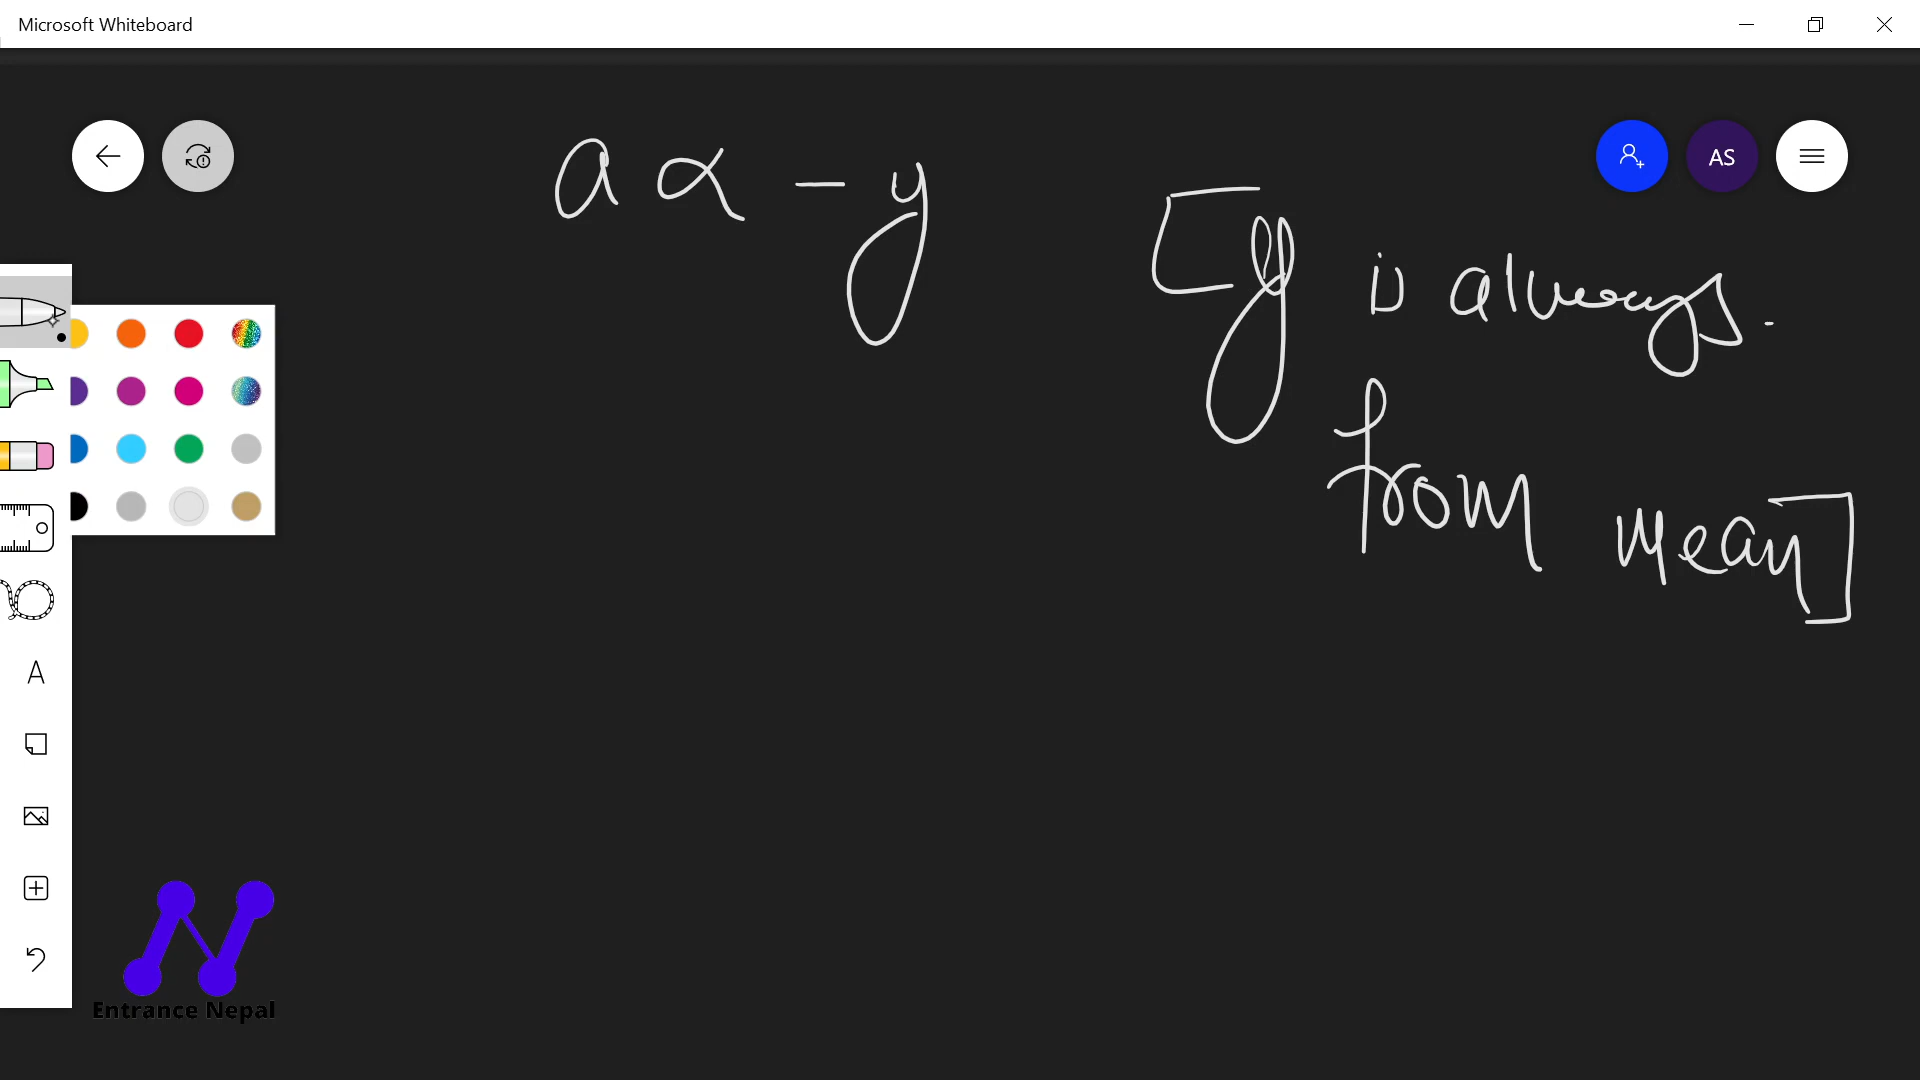 Microsoft Whiteboard
a α - y
[y is always.
from mean]
AS
A
Entrance Nepal